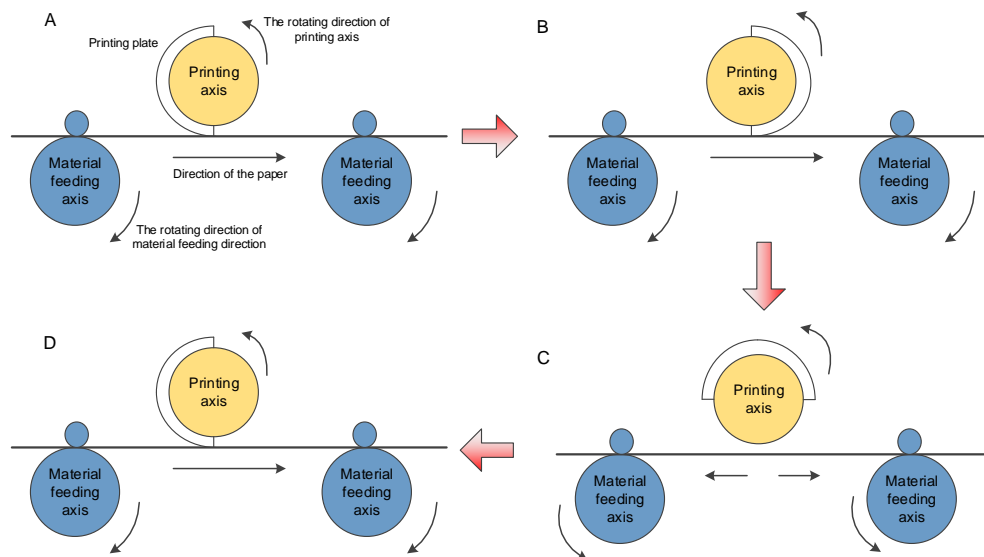 A
The rotating direction of
printing axis
Printing plate
Printing
axis
Material
feeding
axis
Direction of the paper
Material
feeding
axis
The rotating direction of
material feeding direction
B
Printing
axis
Material
feeding
axis
Material
feeding
axis
D
Printing
axis
Material
feeding
axis
Material
feeding
axis
C
Printing
axis
Material
feeding
axis
Material
feeding
axis